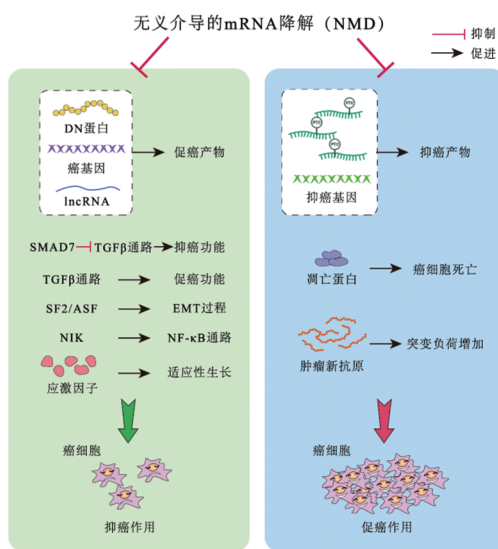 无义介导的mRNA降解（NMD）
抑制
促进
DN蛋白
癌基因
lncRNA
促癌产物
SMAD7 TGFβ通路 抑癌功能
TGFβ通路 促癌功能
SF2/ASF EMT过程
NIK NF-κB通路
应激因子 适应性生长
癌细胞
抑癌作用
PTC
PTC
PTC
抑癌基因
抑癌产物
凋亡蛋白 癌细胞死亡
肿瘤新抗原 突变负荷增加
癌细胞
促癌作用